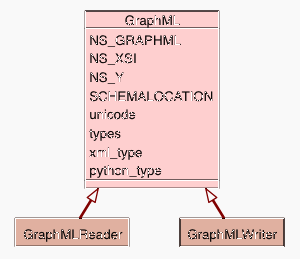 GraphML
NS_GRAPHML
NS_XSI
NS_Y
SCHEMALOCATION
unicode
types
xml_type
python_type
GraphMLReader
GraphMLWriter